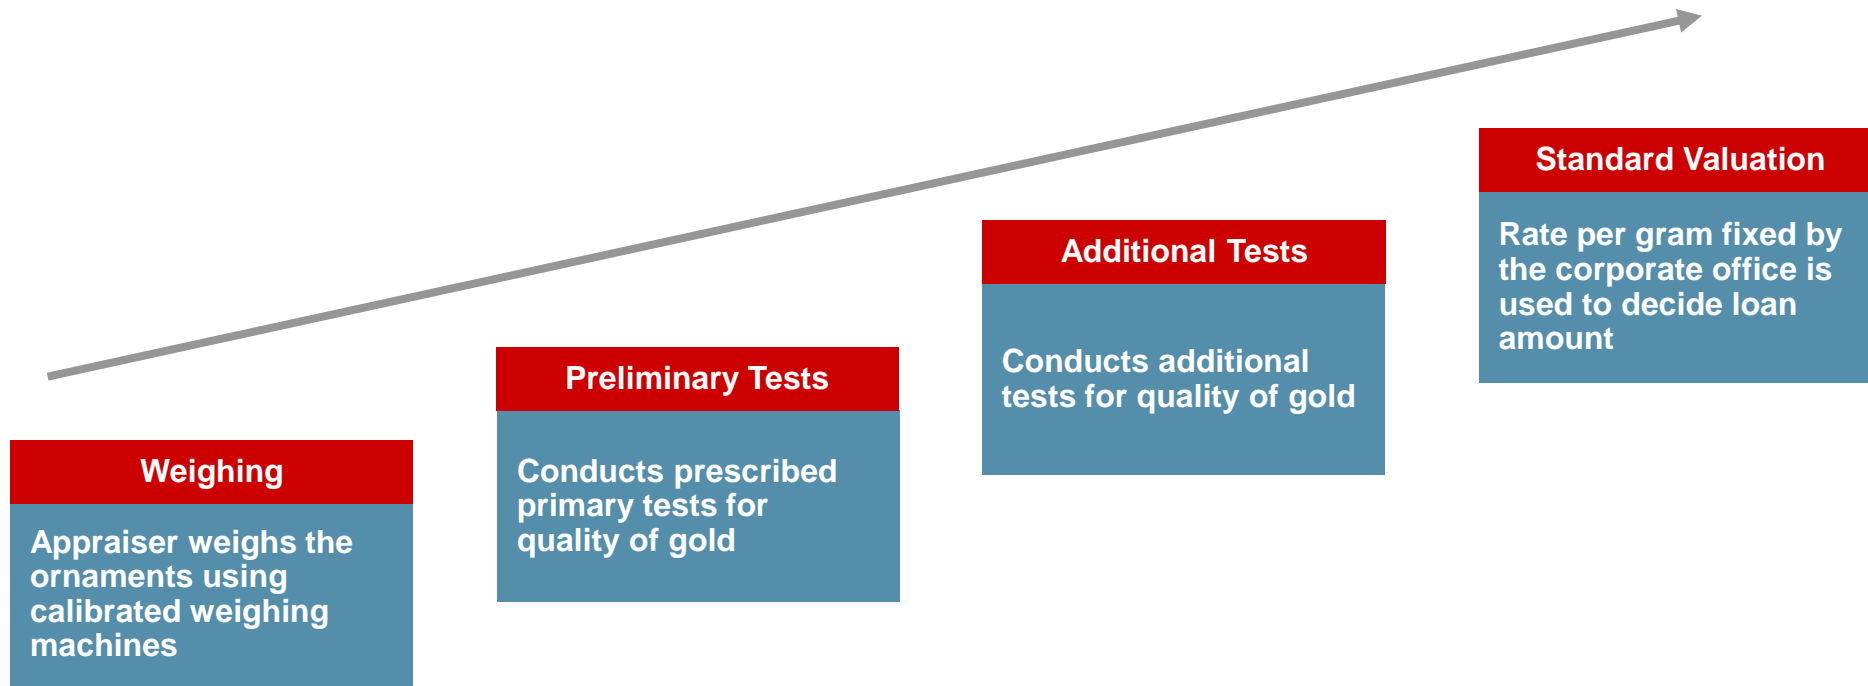 Weighing
Appraiser weighs the
ornaments using
calibrated weighing
machines
Preliminary Tests
Conducts prescribed
primary tests for
quality of gold
Additional Tests
Conducts additional
tests for quality of gold
Standard Valuation
Rate per gram fixed by
the corporate office is
used to decide loan
amount